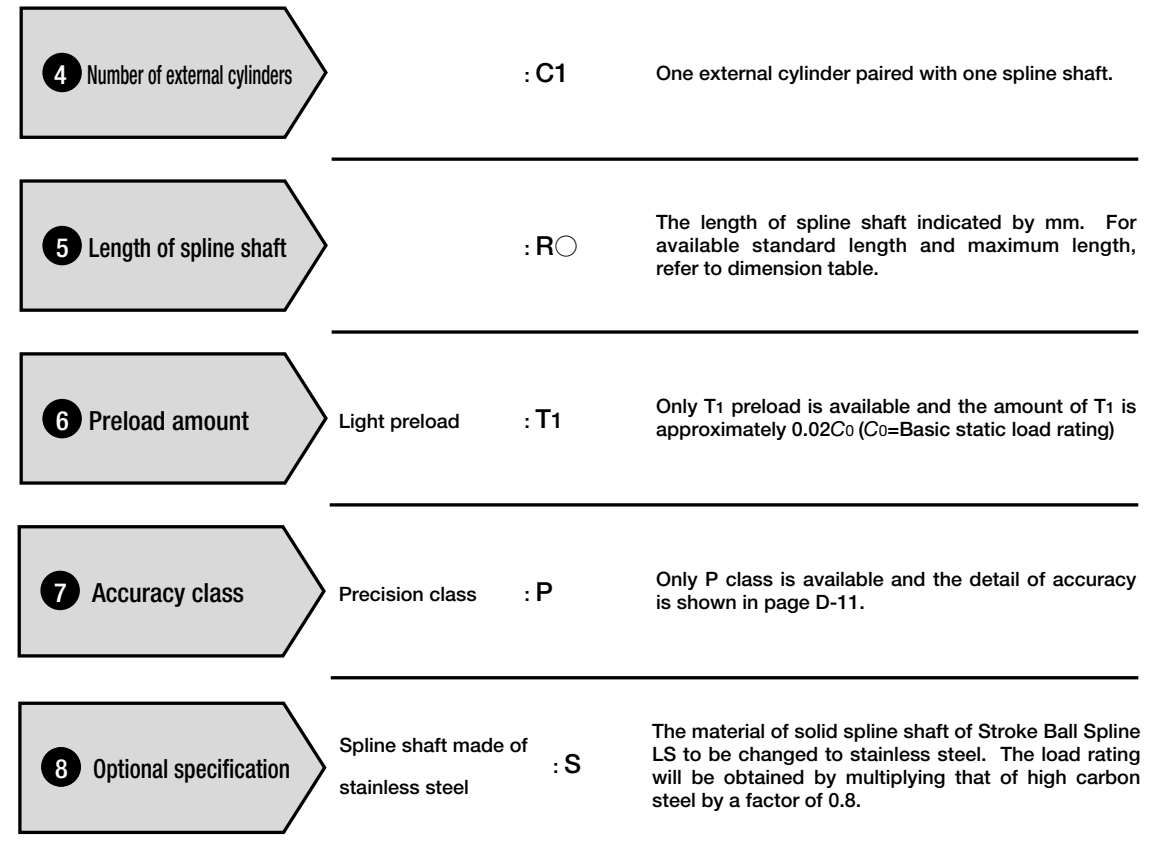 4 Number of external cylinders : C1 One external cylinder paired with one spline shaft.
The length of spline shaft indicated by mm. For
5 Length of spline shaft : R○ available standard length and maximum length,
refer to dimension table.
6 Preload amount Light preload : T1 Only T1 preload is available and the amount of T1 is
approximately 0.02C0 (C0=Basic static load rating)
7 Accuracy class Precision class : P Only P class is available and the detail of accuracy
is shown in page D-11.
8 Optional specification Spline shaft made of
stainless steel
: S
The material of solid spline shaft of Stroke Ball Spline
LS to be changed to stainless steel. The load rating
will be obtained by multiplying that of high carbon
steel by a factor of 0.8.